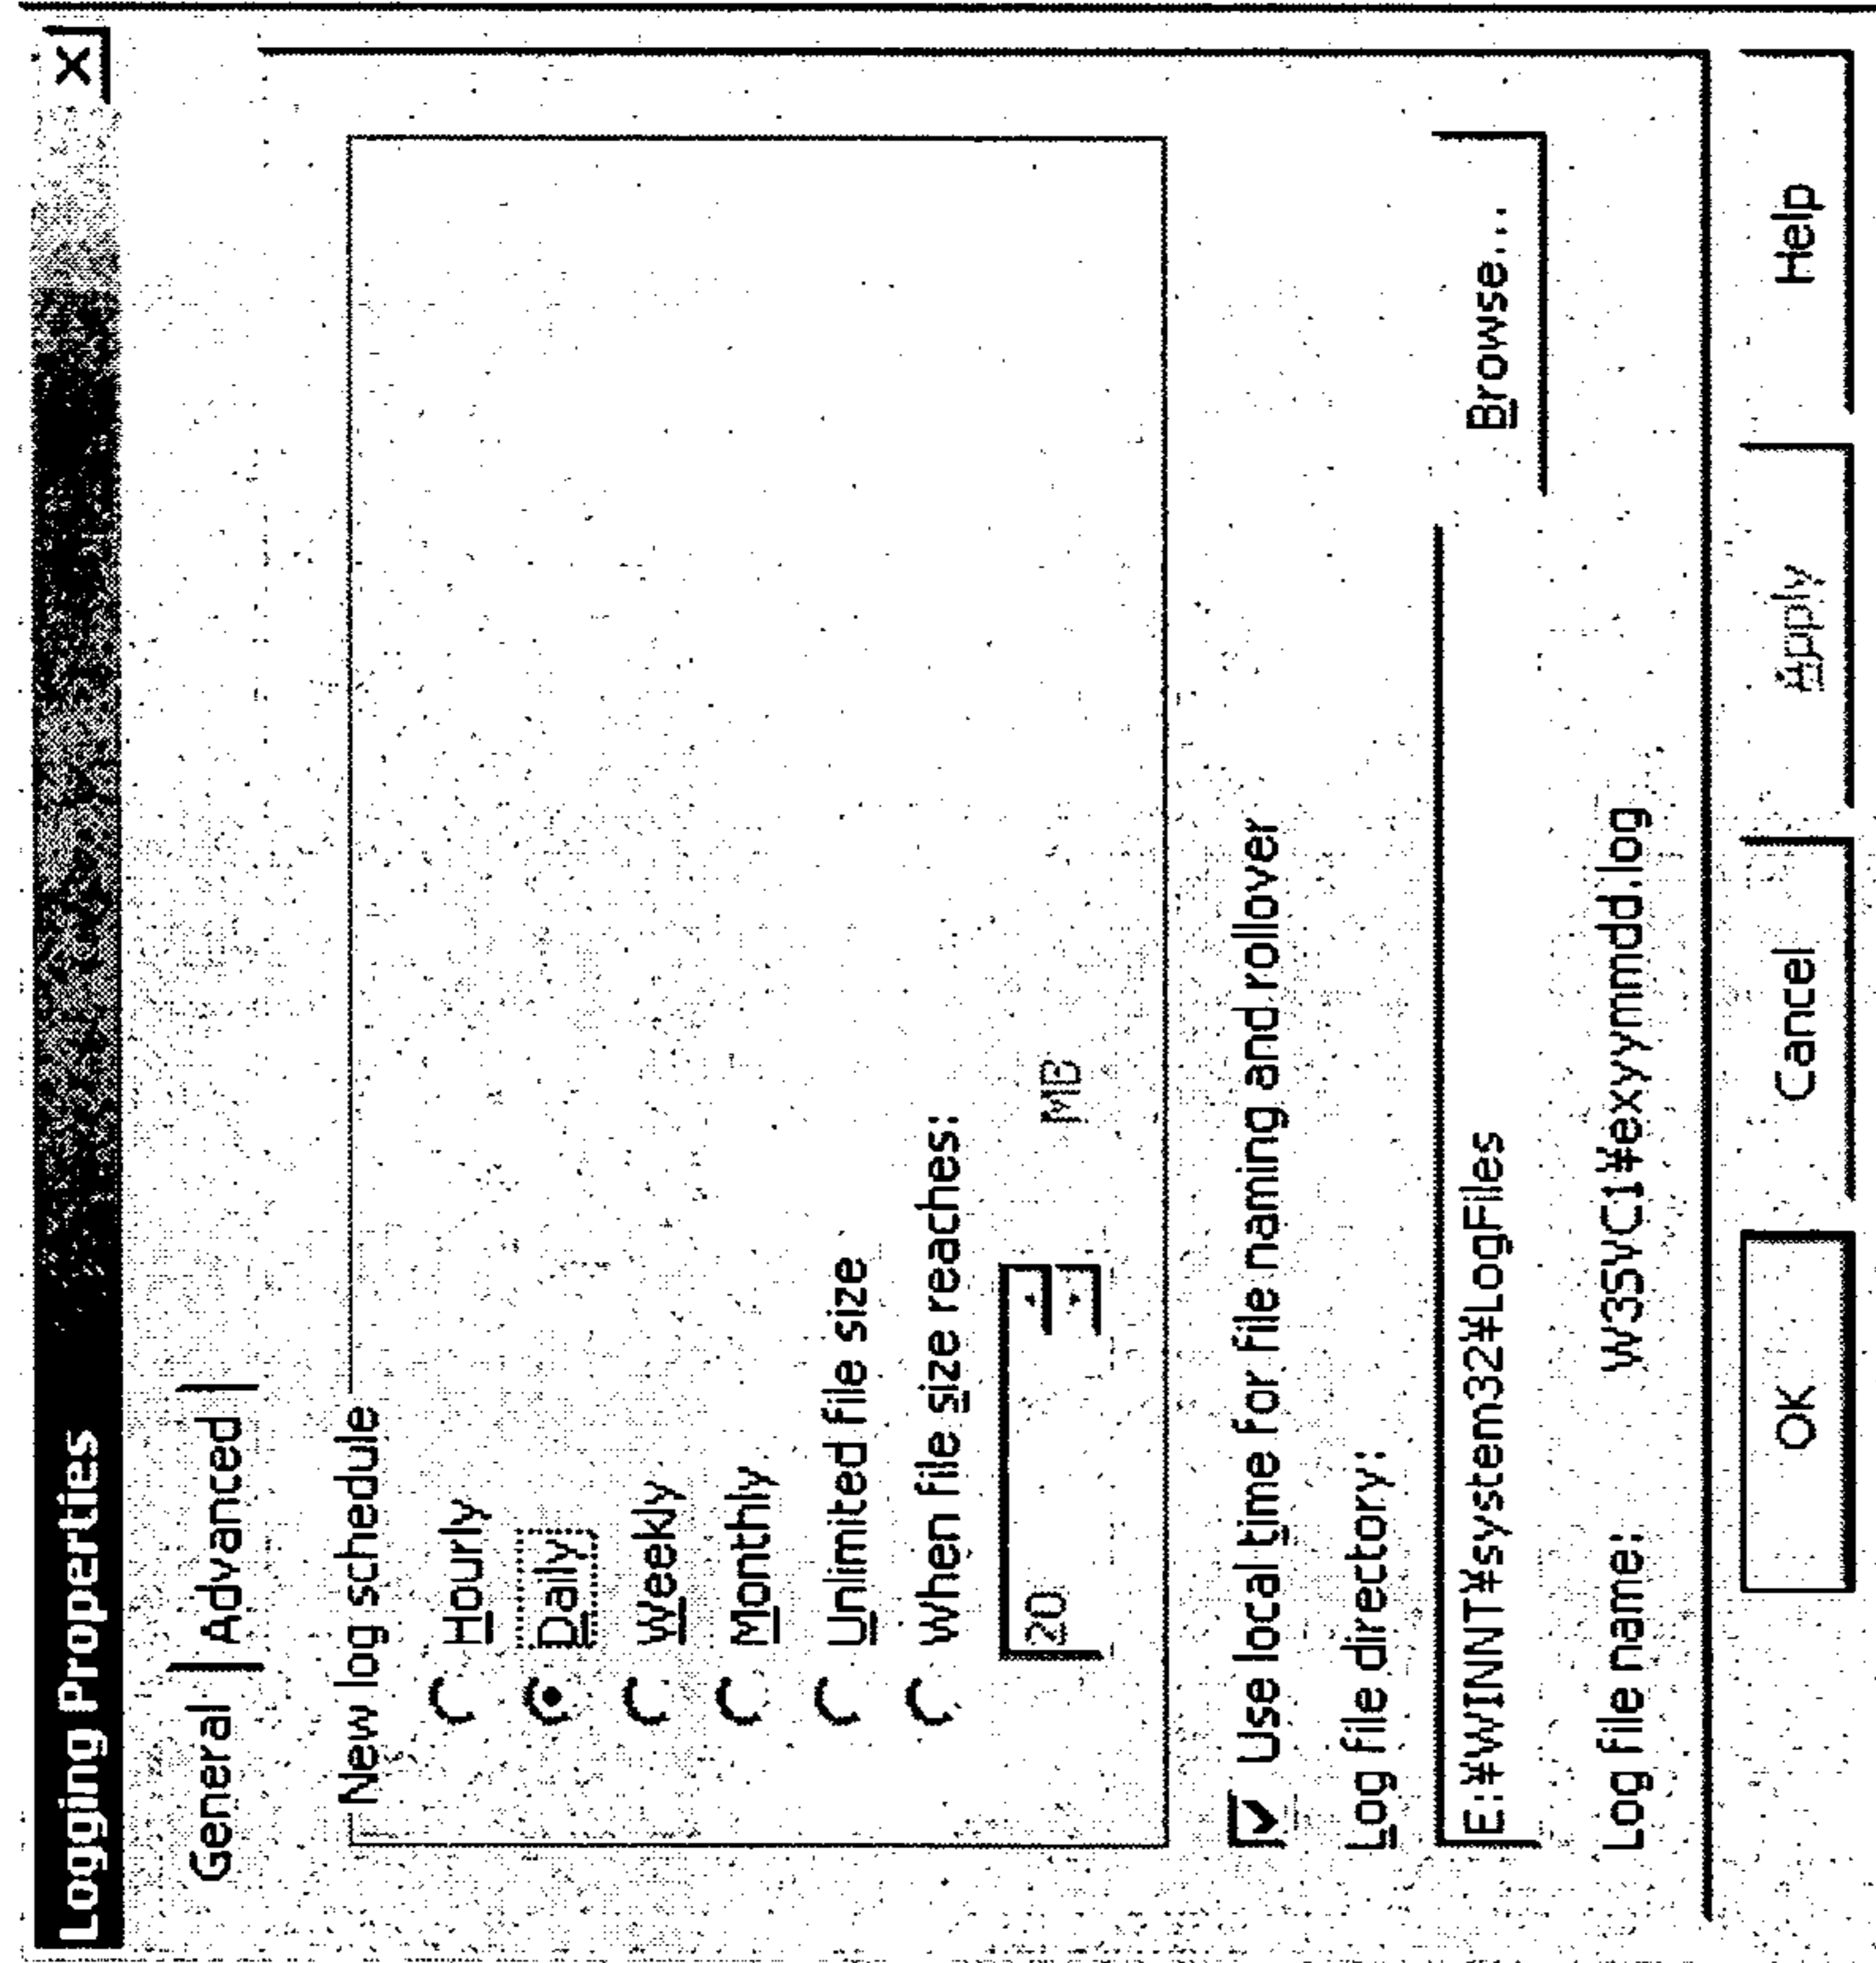 Logging Properties
General Advanced
New log schedule
Hourly
Daily
Weekly
Monthly
Unlimited file size
When file size reaches:
20 MB
Use local time for file naming and rollover
Log file directory:
E:¥WINNT¥system32¥LogFiles
Browse...
Log file name: W3SVC1¥exyymmdd.log
OK Cancel Apply Help